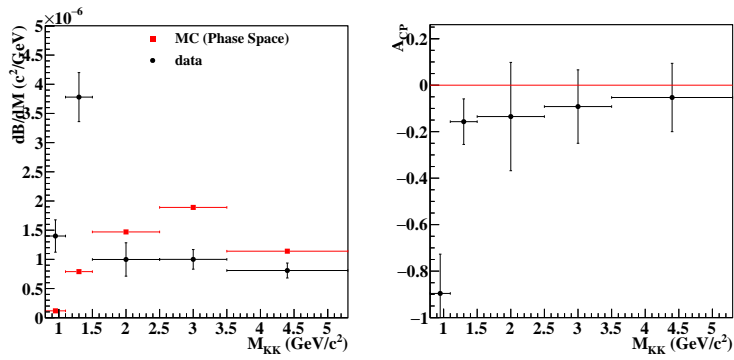 ×10⁻⁶
dB/dM (c²/GeV)
5
4.5
4
3.5
3
2.5
2
1.5
1
0.5
0
MC (Phase Space)
data
1 1.5 2 2.5 3 3.5 4 4.5 5
M_KK (GeV/c²)
A_CP
0
−0.2
−0.4
−0.6
−0.8
−1
1 1.5 2 2.5 3 3.5 4 4.5 5
M_KK (GeV/c²)